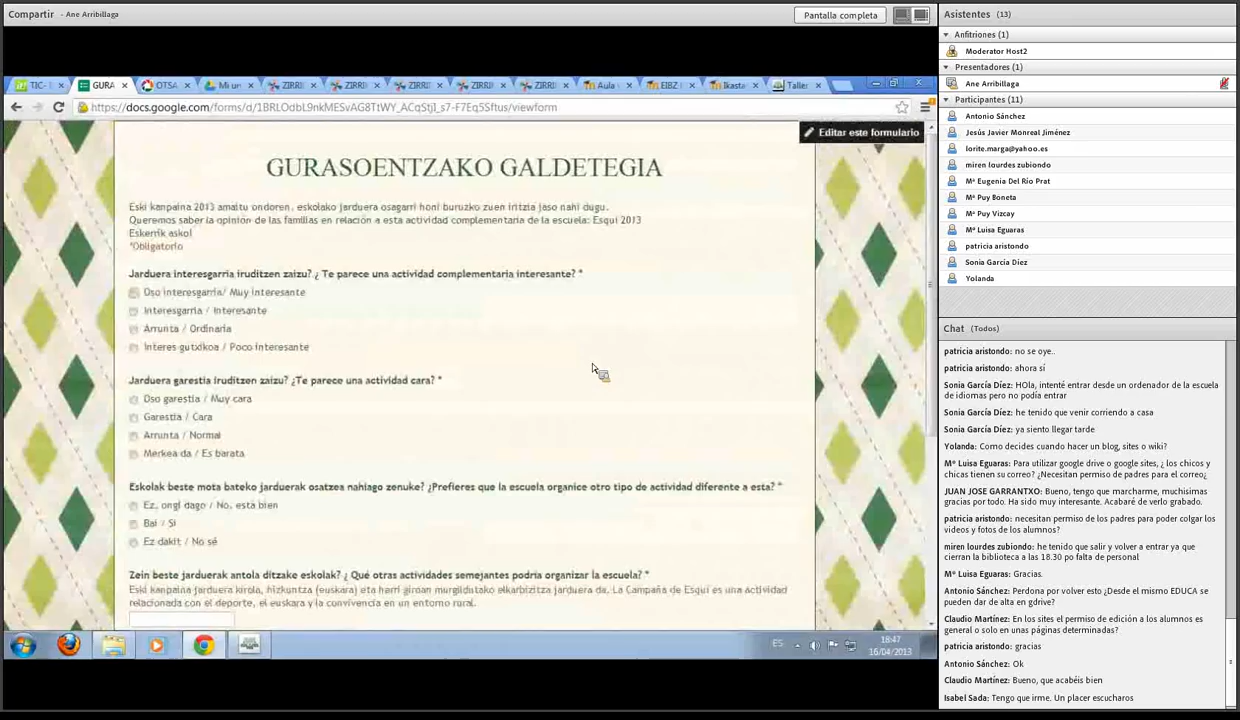 Compartir - Ane Arribillaga
Pantalla completa
TIC-
GURA
OTSA
Mi un
ZIRRI
ZIRRI
ZIRRI
ZIRRI
ZIRRI
Aula
EIBZ
Ikasta
Taller
Editar este formulario
GURASOENTZAKO GALDETEGIA
Eski kanpaina 2013 amaitu ondoren, eskolako jarduera osagarri honi buruzko zuen iritzia jaso nahi dugu.
Queremos saber la opinión de las familias en relación a esta actividad complementaria de la escuela: Esquí 2013
Eskerrik asko!
*Obligatorio
Jarduera interesgarria iruditzen zaizu? ¿ Te parece una actividad complementaria interesante? *
Oso interesgarria/ Muy interesante
Interesgarria / Interesante
Arrunta / Ordinaria
Interes gutxikoa / Poco interesante
Jarduera garestia iruditzen zaizu? ¿Te parece una actividad cara? *
Oso garestia / Muy cara
Garestia / Cara
Arrunta / Normal
Merkea da / Es barata
Eskolak beste mota bateko jarduerak osatzea nahiago zenuke? ¿Prefieres que la escuela organice otro tipo de actividad diferente a esta? *
Ez, ongi dago / No, está bien
Bai / Sí
Ez dakit / No sé
Zein beste jarduerak antola ditzake eskolak? ¿ Qué otras actividades semejantes podría organizar la escuela? *
Eski kanpaina jarduera kirola, hizkuntza (euskara) eta herri giroan murgildutako elkarbizitza jarduera da. La Campaña de Esquí es una actividad
relacionada con el deporte, el euskara y la convivencia en un entorno rural.
ES
18:47
16/04/2013
Asistentes (13)
Anfitriones (1)
Moderator Host2
Presentadores (1)
Ane Arribillaga
Participantes (11)
Antonio Sánchez
Jesús Javier Monreal Jiménez
lorite.marga@yahoo.es
miren lourdes zubiondo
Mª Eugenia Del Río Prat
Mª Puy Boneta
Mª Puy Vizcay
Mª Luisa Eguaras
patricia aristondo
Sonia García Díez
Yolanda
Chat (Todos)
patricia aristondo: no se oye..
patricia aristondo: ahora sí
Sonia García Díez: HOla, intenté entrar desde un ordenador de la escuela
de idiomas pero no podía entrar
Sonia García Díez: he tenido que venir corriendo a casa
Sonia García Díez: ya siento llegar tarde
Yolanda: Como decides cuando hacer un blog, sites o wiki?
Mª Luisa Eguaras: Para utilizar google drive o google sites, ¿ los chicos y
chicas tienen su correo? ¿Necesitan permiso de padres para el correo¿
JUAN JOSE GARRANTXO: Bueno, tengo que marcharme, muchisimas
gracias por todo. Ha sido muy interesante. Acabaré de verlo grabado.
patricia aristondo: necesitan permiso de los padres para poder colgar los
videos y fotos de los alumnos?
miren lourdes zubiondo: he tenido que salir y volver a entrar ya que
cierran la biblioteca a las 18.30 po falta de personal
Mª Luisa Eguaras: Gracias.
Antonio Sánchez: Perdona por volver esto ¿Desde el mismo EDUCA se
pueden dar de alta en gdrive?
Claudio Martínez: En los sites el permiso de edición a los alumnos es
general o solo en unas páginas determinadas?
patricia aristondo: gracias
Antonio Sánchez: Ok
Claudio Martínez: Bueno, que acabéis bien
Isabel Sada: Tengo que irme. Un placer escucharos